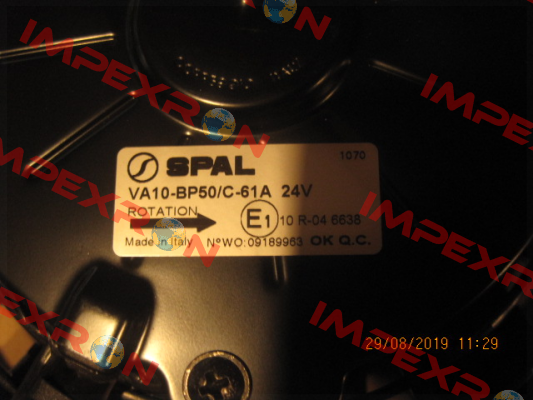 SPAL
1070
VA10-BP50/C-61A 24V
ROTATION
E1 10 R-04 6638
Made in Italy N°WO:09189963 OK Q.C.
29/08/2019 11:29
IMPEXRON
IMPEXRON
IMPEXRON
IMPEXRON
IMPEXRON